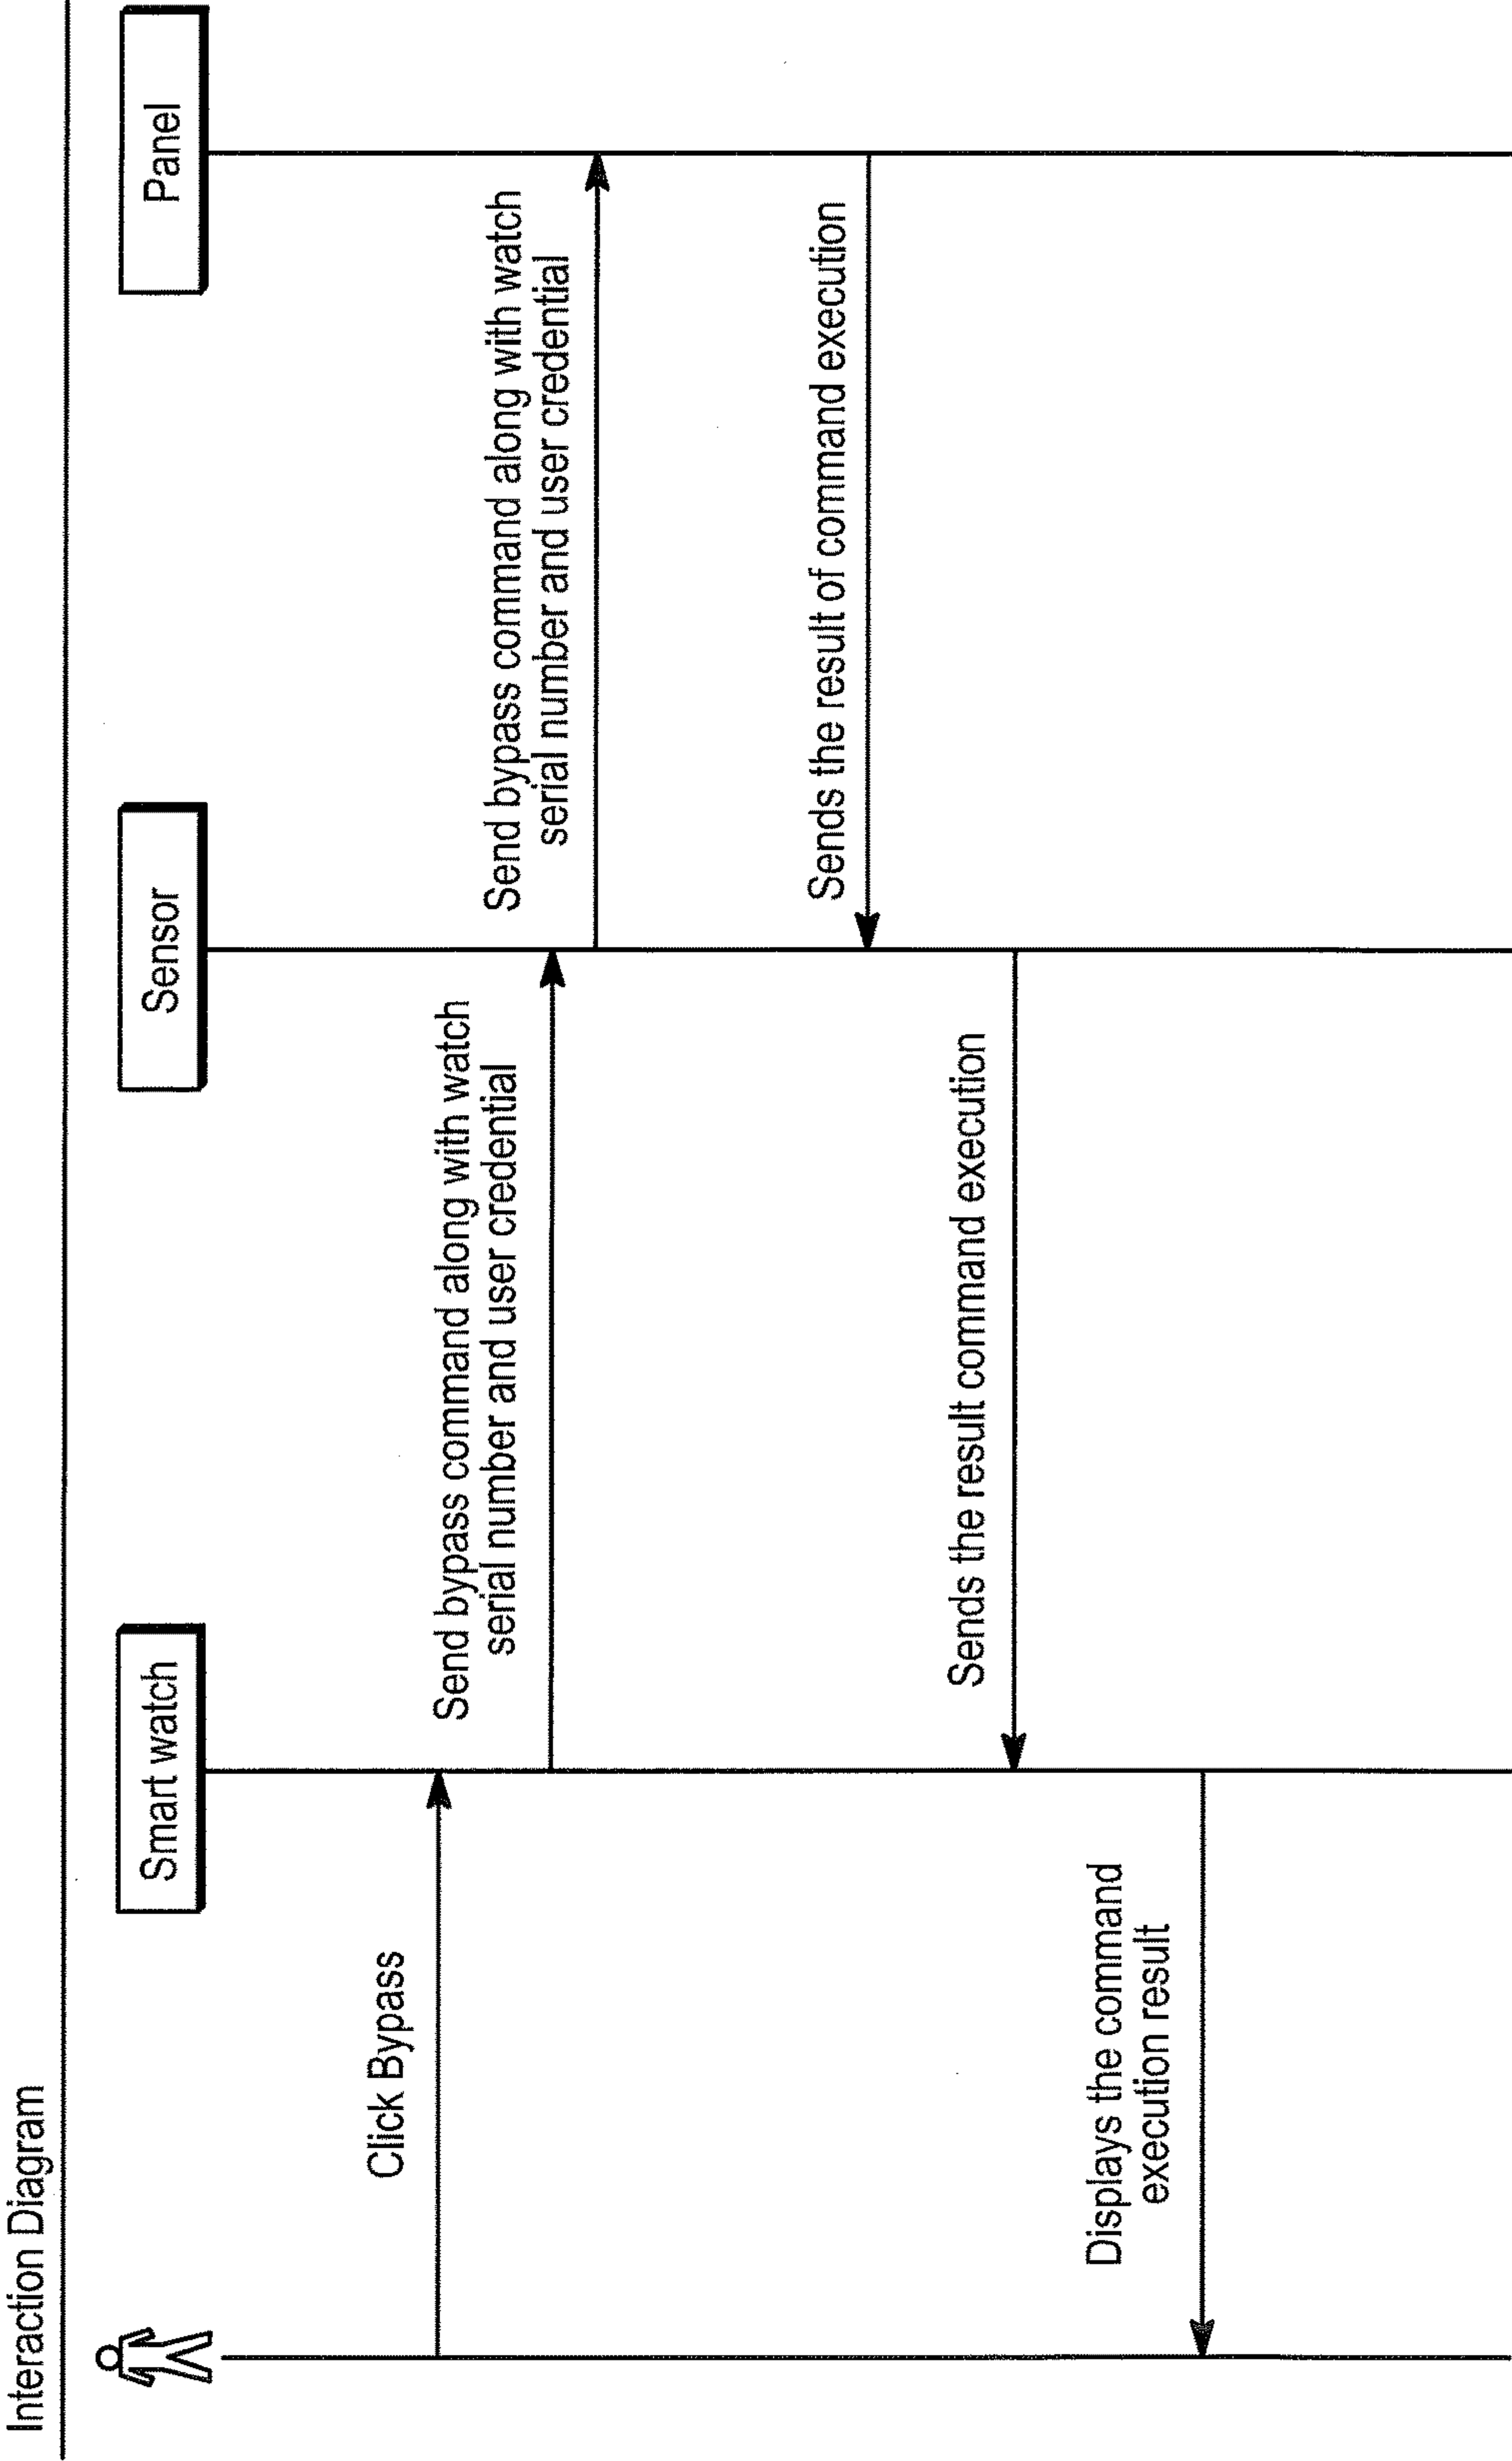 Interaction Diagram
Smart watch
Sensor
Panel
Click Bypass
Send bypass command along with watch
serial number and user credential
Send bypass command along with watch
serial number and user credential
Sends the result of command execution
Sends the result command execution
Displays the command
execution result